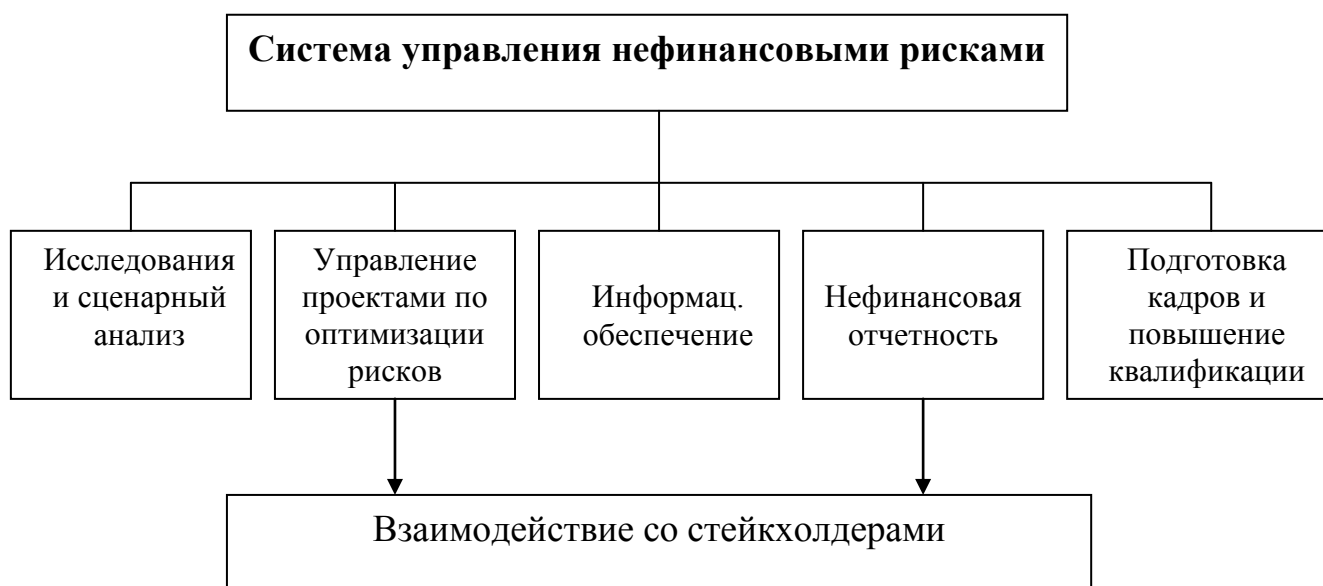 Система управления нефинансовыми рисками
Исследования
и сценарный
анализ
Управление
проектами по
оптимизации
рисков
Информац.
обеспечение
Нефинансовая
отчетность
Подготовка
кадров и
повышение
квалификации
Взаимодействие со стейкхолдерами